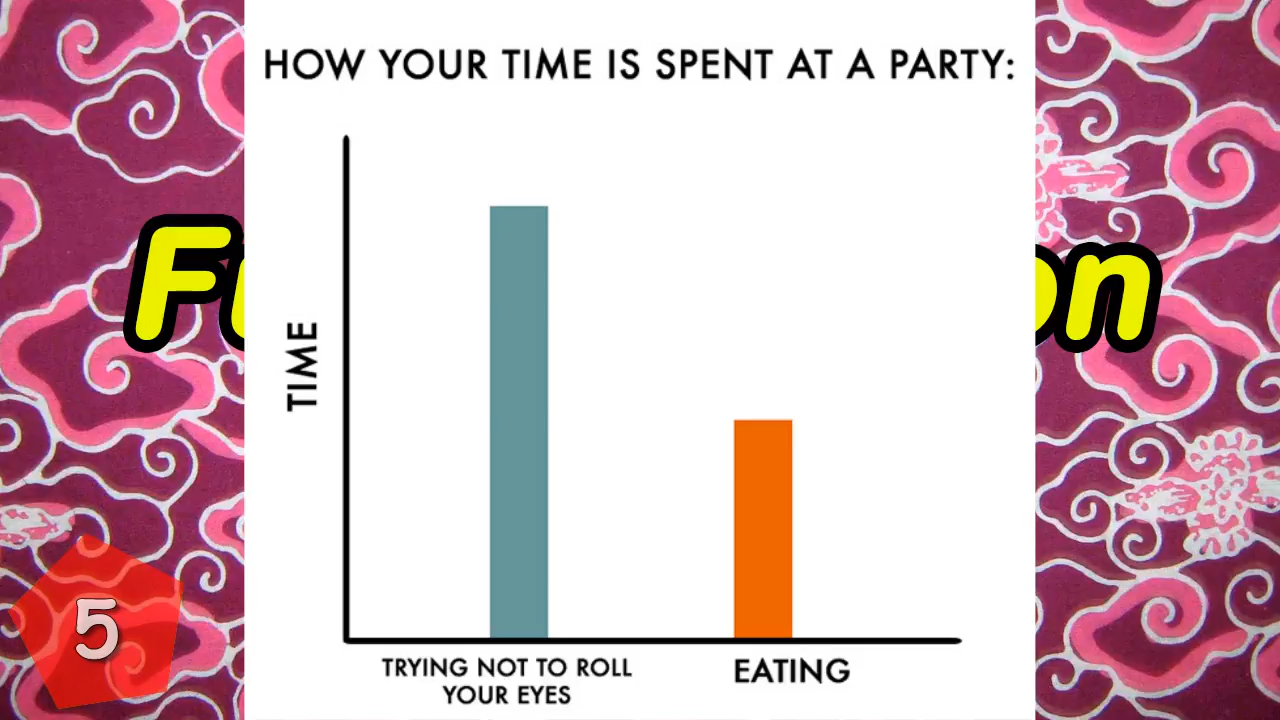 HOW YOUR TIME IS SPENT AT A PARTY:
TIME
TRYING NOT TO ROLL
YOUR EYES
EATING
5